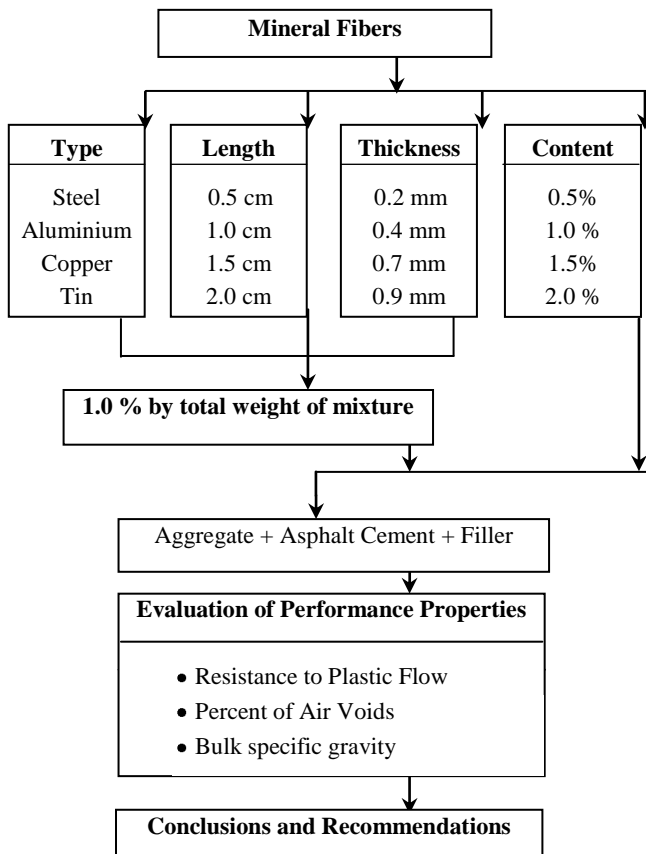 Mineral Fibers
Type
Steel
Aluminium
Copper
Tin
Length
0.5 cm
1.0 cm
1.5 cm
2.0 cm
Thickness
0.2 mm
0.4 mm
0.7 mm
0.9 mm
Content
0.5%
1.0 %
1.5%
2.0 %
1.0 % by total weight of mixture
Aggregate + Asphalt Cement + Filler
Evaluation of Performance Properties
• Resistance to Plastic Flow
• Percent of Air Voids
• Bulk specific gravity
Conclusions and Recommendations